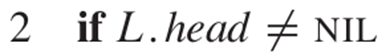 2 if L.head ≠ NIL